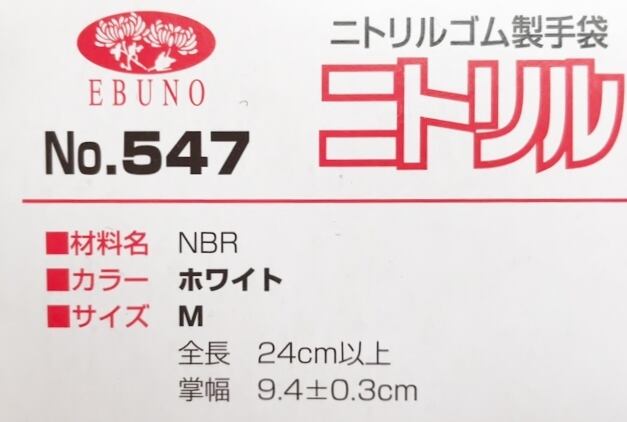 ニトリルゴム製手袋
EBUNO
ニトリル
No.547
■材料名 NBR
■カラー ホワイト
■サイズ M
全長 24cm以上
掌幅 9.4±0.3cm